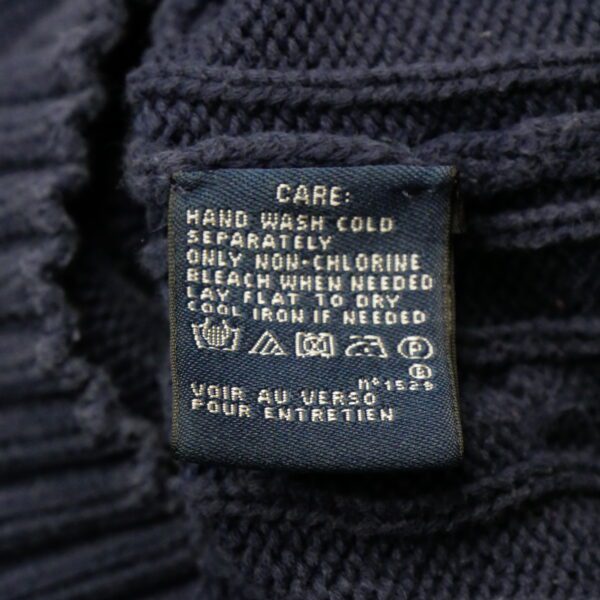 CARE:
HAND WASH COLD
SEPARATELY
ONLY NON-CHLORINE
BLEACH WHEN NEEDED
LAY FLAT TO DRY
COOL IRON IF NEEDED
nº1529
VOIR AU VERSO
POUR ENTRETIEN